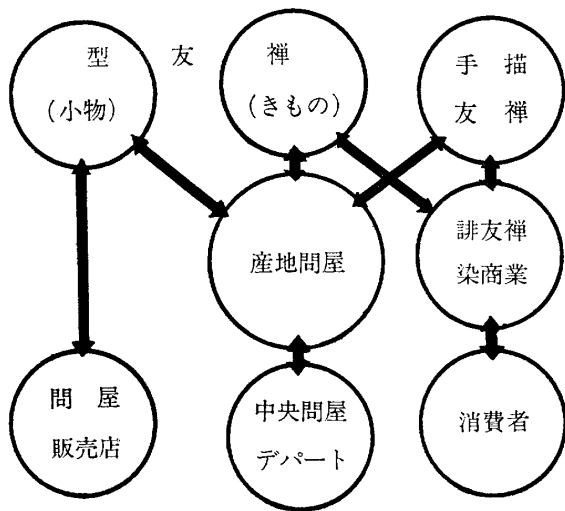 型友禅
(小物)
(きもの)
手描
友禅
産地問屋
誂友禅
染商業
問屋
販売店
中央問屋
デパート
消費者